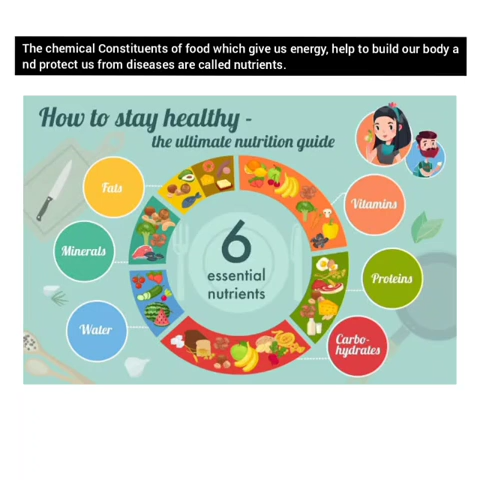 The chemical Constituents of food which give us energy, help to build our body a
nd protect us from diseases are called nutrients.
How to stay healthy -
the ultimate nutrition guide
Fats
Vitamins
Minerals
6
essential
nutrients
Proteins
Water
Carbo-
hydrates